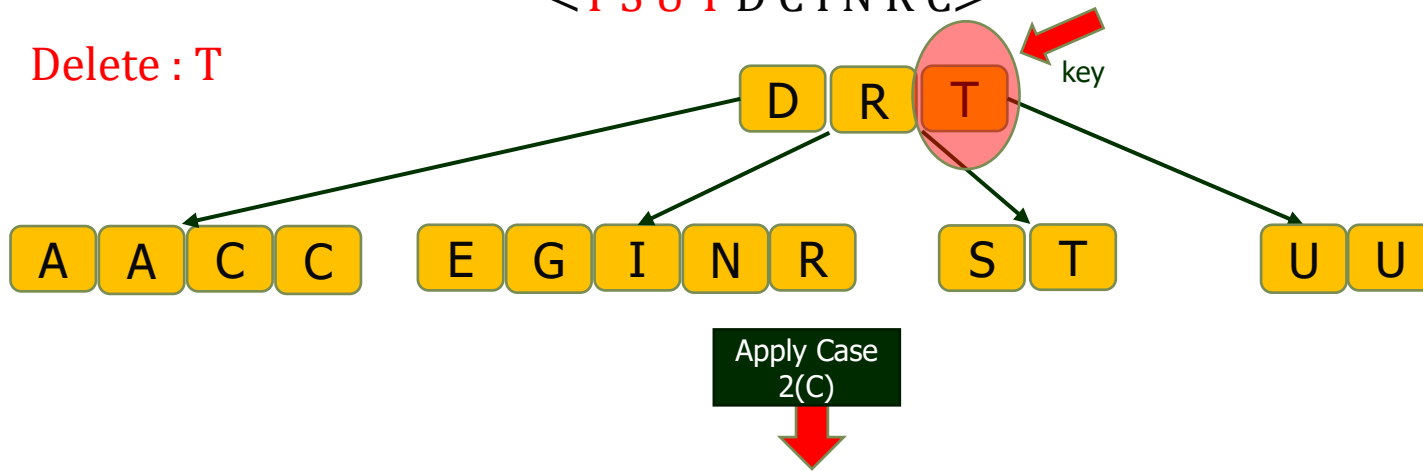 Delete : T
key
D R T
A A C C E G I N R S T U U
Apply Case
2(C)